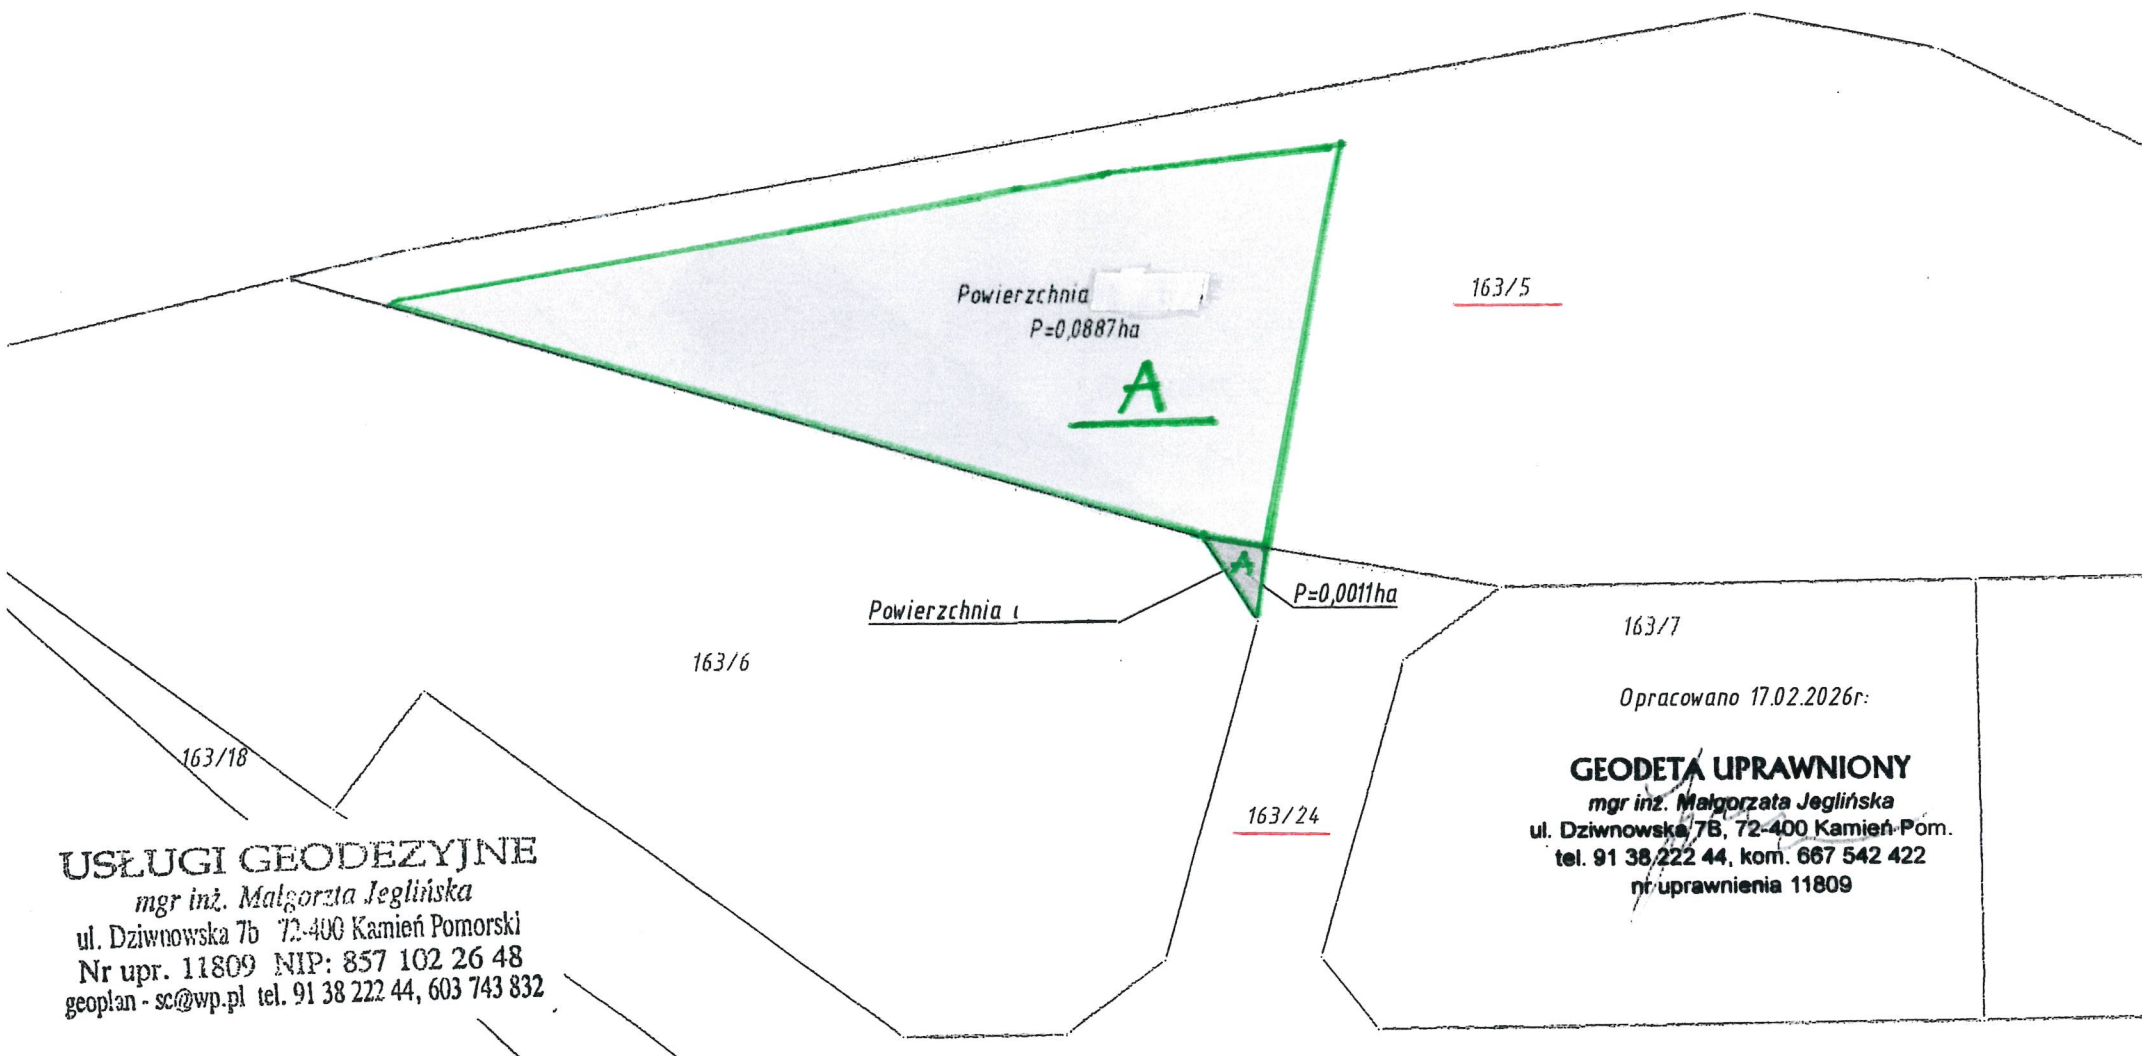 Powierzchnia
P=0,0887ha
A
163/5
A
P=0,0011ha
Powierzchnia
163/7
163/6
Opracowano 17.02.2026r:
163/18
GEODETA UPRAWNIONY
mgr inż. Małgorzata Jeglińska
ul. Dziwnowska 7B, 72-400 Kamień Pom.
tel. 91 38 222 44, kom. 667 542 422
nr uprawnienia 11809
163/24
USŁUGI GEODEZYJNE
mgr inż. Małgorzta Jeglińska
ul. Dziwnowska 7b 72-400 Kamień Pomorski
Nr upr. 11809 NIP: 857 102 26 48
geoplan - sc@wp.pl tel. 91 38 222 44, 603 743 832